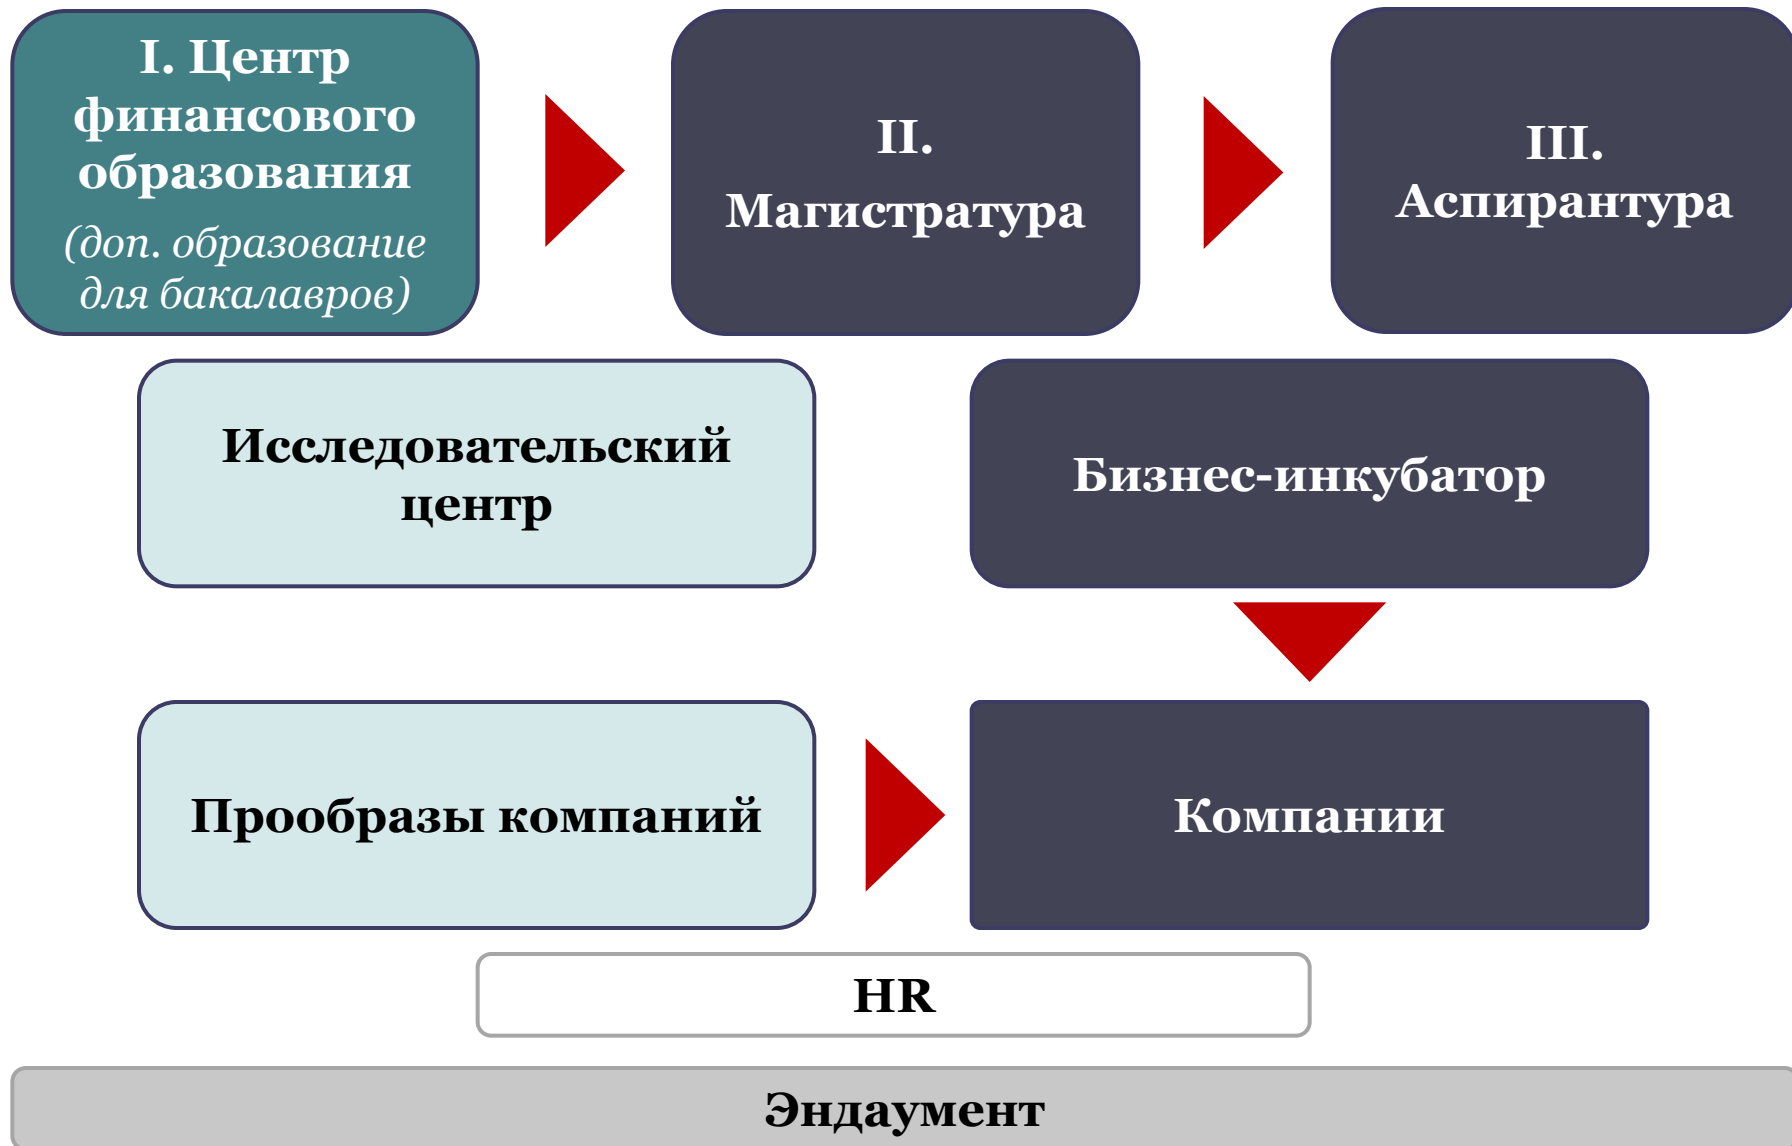 I. Центр
финансового
образования
(доп. образование
для бакалавров)
II.
Магистратура
III.
Аспирантура
Исследовательский
центр
Бизнес-инкубатор
Прообразы компаний
Компании
HR
Эндаумент